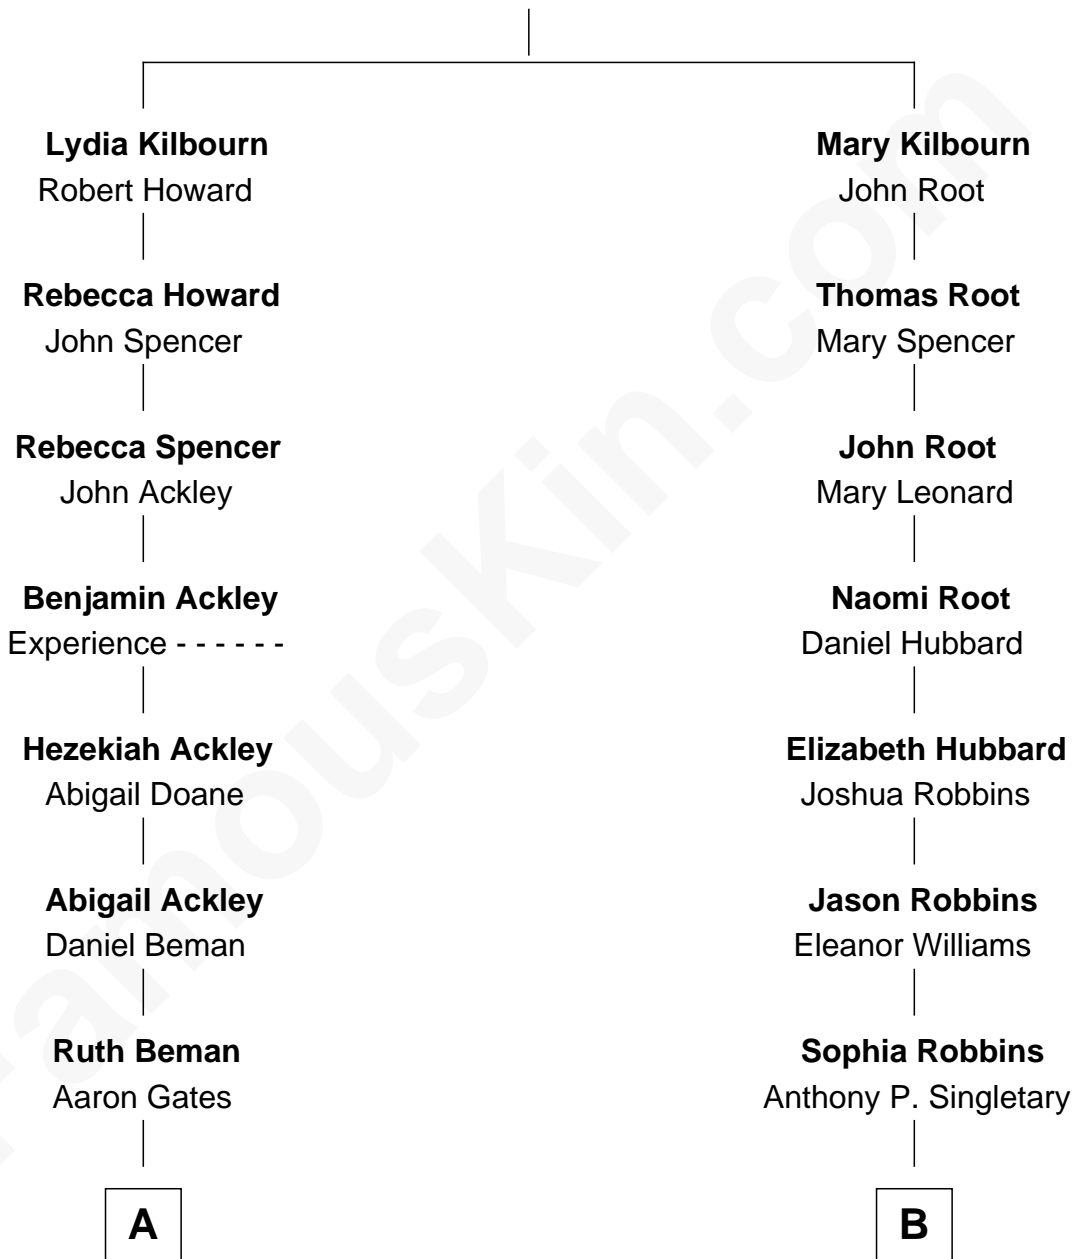 Lydia Kilbourn
Robert Howard
Mary Kilbourn
John Root
Rebecca Howard
John Spencer
Thomas Root
Mary Spencer
Rebecca Spencer
John Ackley
John Root
Mary Leonard
Benjamin Ackley
Experience - - - - - -
Naomi Root
Daniel Hubbard
Hezekiah Ackley
Abigail Doane
Elizabeth Hubbard
Joshua Robbins
Abigail Ackley
Daniel Beman
Jason Robbins
Eleanor Williams
Ruth Beman
Aaron Gates
Sophia Robbins
Anthony P. Singletary
A
B
FamousKin.com